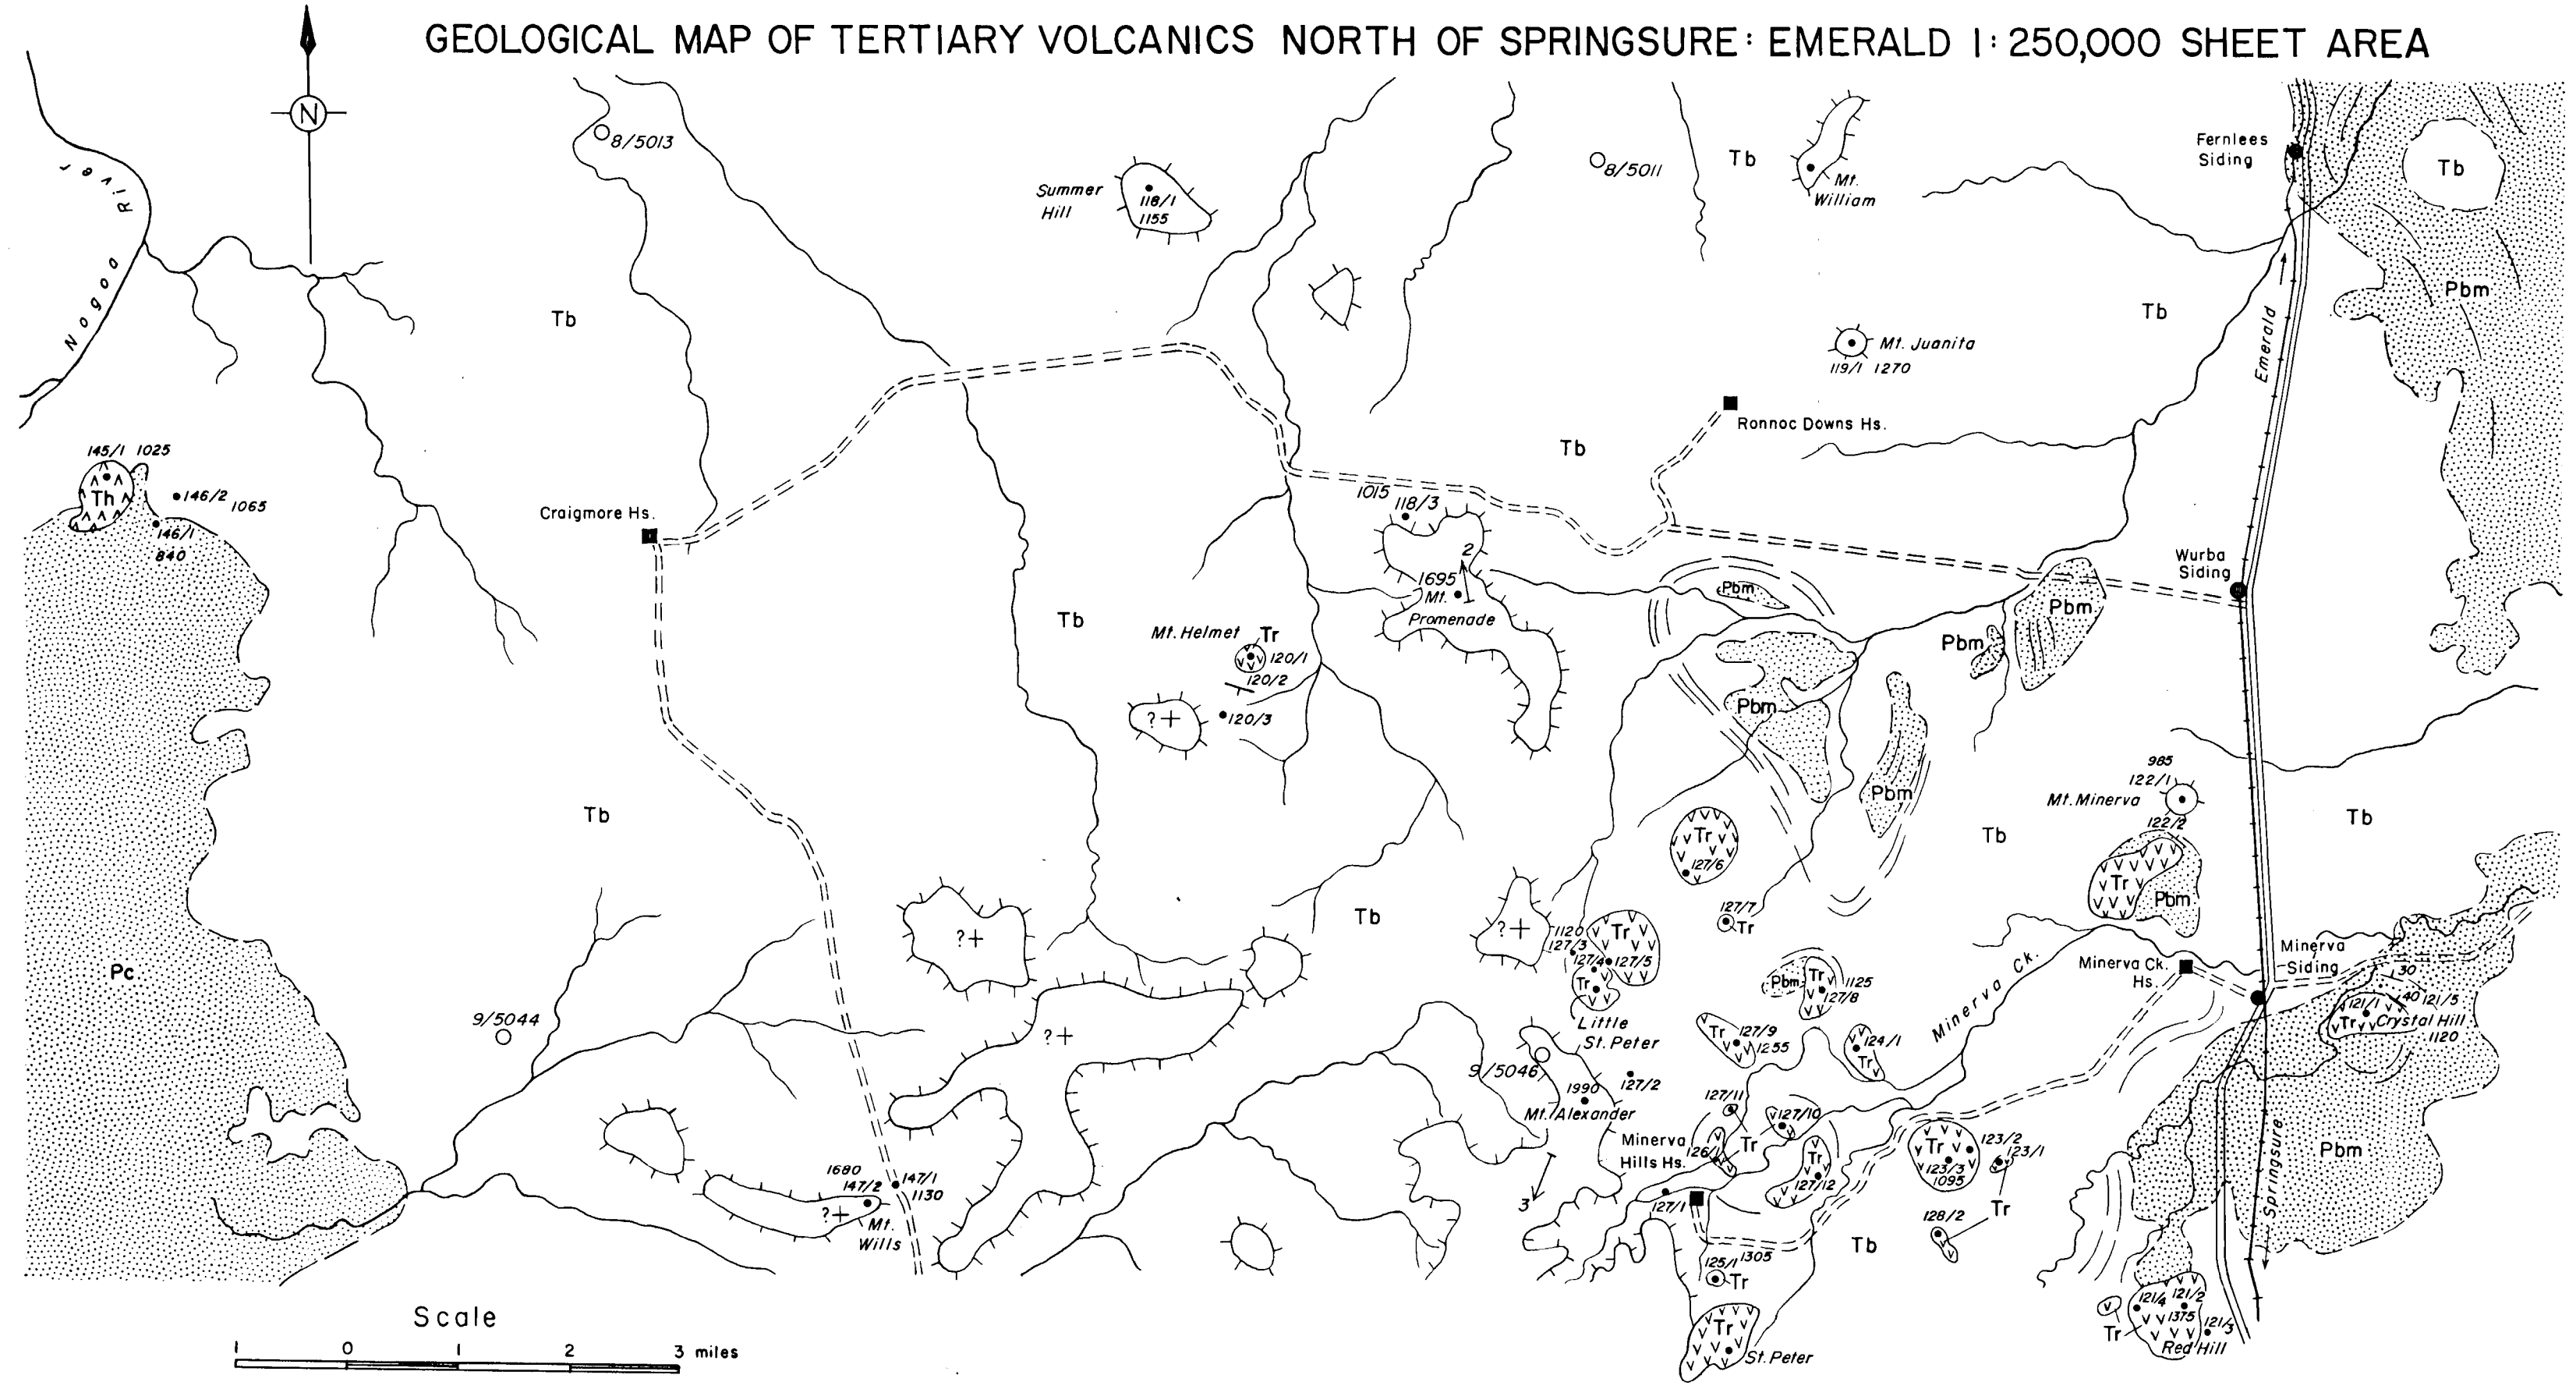 GEOLOGICAL MAP OF TERTIARY VOLCANICS NORTH OF SPRINGSURE: EMERALD 1:250,000 SHEET AREA
N
8/5013
Summer
Hill
118/1
1155
8/5011
Tb
Mt.
William
Fernlees
Siding
Tb
Nogoa River
Tb
Tb
Pbm
Emerald
Mt. Juanita
119/1 1270
Ronnoc Downs Hs.
Tb
145/1 1025
Th
146/2 1065
146/1
840
Craigmore Hs.
1015
118/3
2
1695
Mt.
Promenade
Wurba
Siding
Pbm
Pbm
Pbm
Tb
Mt. Helmet
Tr
120/1
120/2
?+
120/3
Pbm
Pbm
985
122/1
Mt. Minerva
122/2
Tb
Tb
Tb
Tr
127/6
Tr
Pbm
127/7
Tr
Tb
?+
?+
1120
127/3
Tr
127/4
127/5
Tr
Little
St. Peter
Pc
Pbm
Tr
1125
127/8
Minerva Ck.
Minerva Ck.
Hs.
Minerva
Siding
30
40
121/5
121/1
Tr
Crystal Hill
1120
9/5044
?+
Tr
127/9
1255
124/1
Tr
9/5046
1990
Mt. Alexander
127/2
127/11
127/10
Minerva
Hills Hs.
126/1
Tr
Tr
127/12
Tr
123/2
123/1
123/3
1095
Tr
Pbm
Springsure
1680
147/2
147/1
1130
?+
Mt.
Wills
3
127/1
128/2
Tb
125/1 1305
Tr
Tr
St. Peter
121/4
121/2
1375
121/3
Tr
Red Hill
Scale
1 0 1 2 3 miles